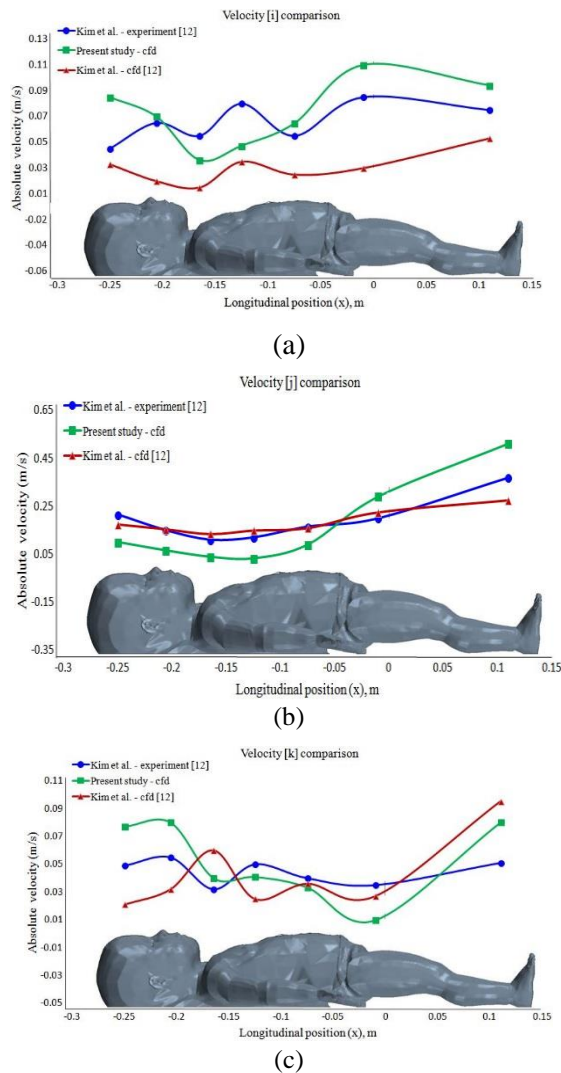 Velocity [i] comparison
Kim et al. - experiment [12]
Present study - cfd
Kim et al. - cfd [12]
Absolute velocity (m/s)
0.13
0.11
0.09
0.07
0.05
0.03
0.01
-0.02
-0.04
-0.06
-0.3 -0.25 -0.2 -0.15 -0.1 -0.05 0 0.05 0.1 0.15
Longitudinal position (x), m
(a)
Velocity [j] comparison
Kim et al. - experiment [12]
Present study - cfd
Kim et al. - cfd [12]
Absolute velocity (m/s)
0.65
0.45
0.25
0.05
-0.15
-0.35
-0.3 -0.25 -0.2 -0.15 -0.1 -0.05 0 0.05 0.1 0.15
Longitudinal position (x), m
(b)
Velocity [k] comparison
Kim et al. - experiment [12]
Present study - cfd
Kim et al. - cfd [12]
Absolute velocity (m/s)
0.11
0.09
0.07
0.05
0.03
0.01
-0.01
-0.03
-0.05
-0.3 -0.25 -0.2 -0.15 -0.1 -0.05 0 0.05 0.1 0.15
Longitudinal position (x), m
(c)